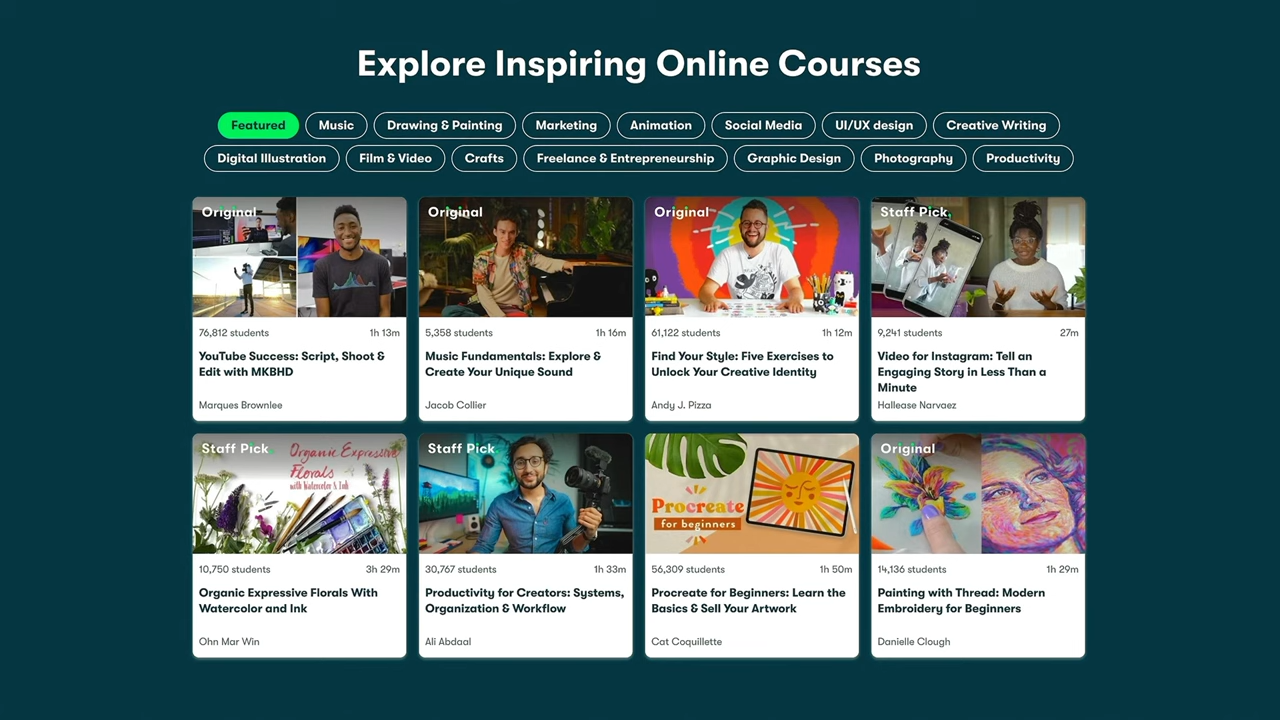 Explore Inspiring Online Courses
Featured
Music
Drawing & Painting
Marketing
Animation
Social Media
UI/UX design
Creative Writing
Digital Illustration
Film & Video
Crafts
Freelance & Entrepreneurship
Graphic Design
Photography
Productivity
Original
76,812 students
1h 13m
YouTube Success: Script, Shoot &
Edit with MKBHD
Marques Brownlee
Original
5,358 students
1h 16m
Music Fundamentals: Explore &
Create Your Unique Sound
Jacob Collier
Original
61,122 students
1h 12m
Find Your Style: Five Exercises to
Unlock Your Creative Identity
Andy J. Pizza
Staff Pick
9,241 students
27m
Video for Instagram: Tell an
Engaging Story in Less Than a
Minute
Hallease Narvaez
Staff Pick
Organic Expressive
Florals
with Watercolor & Ink
10,750 students
3h 29m
Organic Expressive Florals With
Watercolor and Ink
Ohn Mar Win
Staff Pick
30,767 students
1h 33m
Productivity for Creators: Systems,
Organization & Workflow
Ali Abdaal
Procreate
for beginners
56,309 students
1h 50m
Procreate for Beginners: Learn the
Basics & Sell Your Artwork
Cat Coquillette
Original
14,136 students
1h 29m
Painting with Thread: Modern
Embroidery for Beginners
Danielle Clough